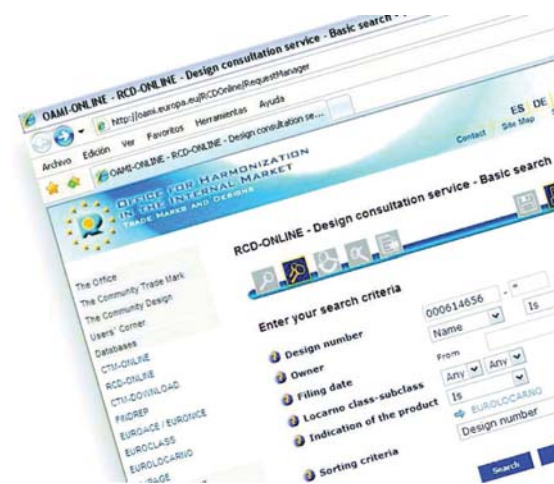 OAMI-ONLINE - RCD-ONLINE - Design consultation service - Basic search
http://oami.europa.eu/RCDOnline/RequestManager
Archivo Edición Ver Favoritos Herramientas Ayuda
OAMI-ONLINE - RCD-ONLINE - Design consultation se...
ES DE
Contact Site Map
OFFICE FOR HARMONIZATION
IN THE INTERNAL MARKET
TRADE MARKS AND DESIGNS
RCD-ONLINE - Design consultation service - Basic search
The Office
The Community Trade Mark
The Community Design
Users' Corner
Databases
CTM-ONLINE
RCD-ONLINE
CTM-DOWNLOAD
FINDREP
EUROACE / EURONICE
EUROCLASS
EUROLOCARNO
Enter your search criteria
Design number 000614656 - *
Owner Name Is
Filing date From
Locarno class-subclass Any Any
Indication of the product Is
EUROLOCARNO
Sorting criteria Design number
Search